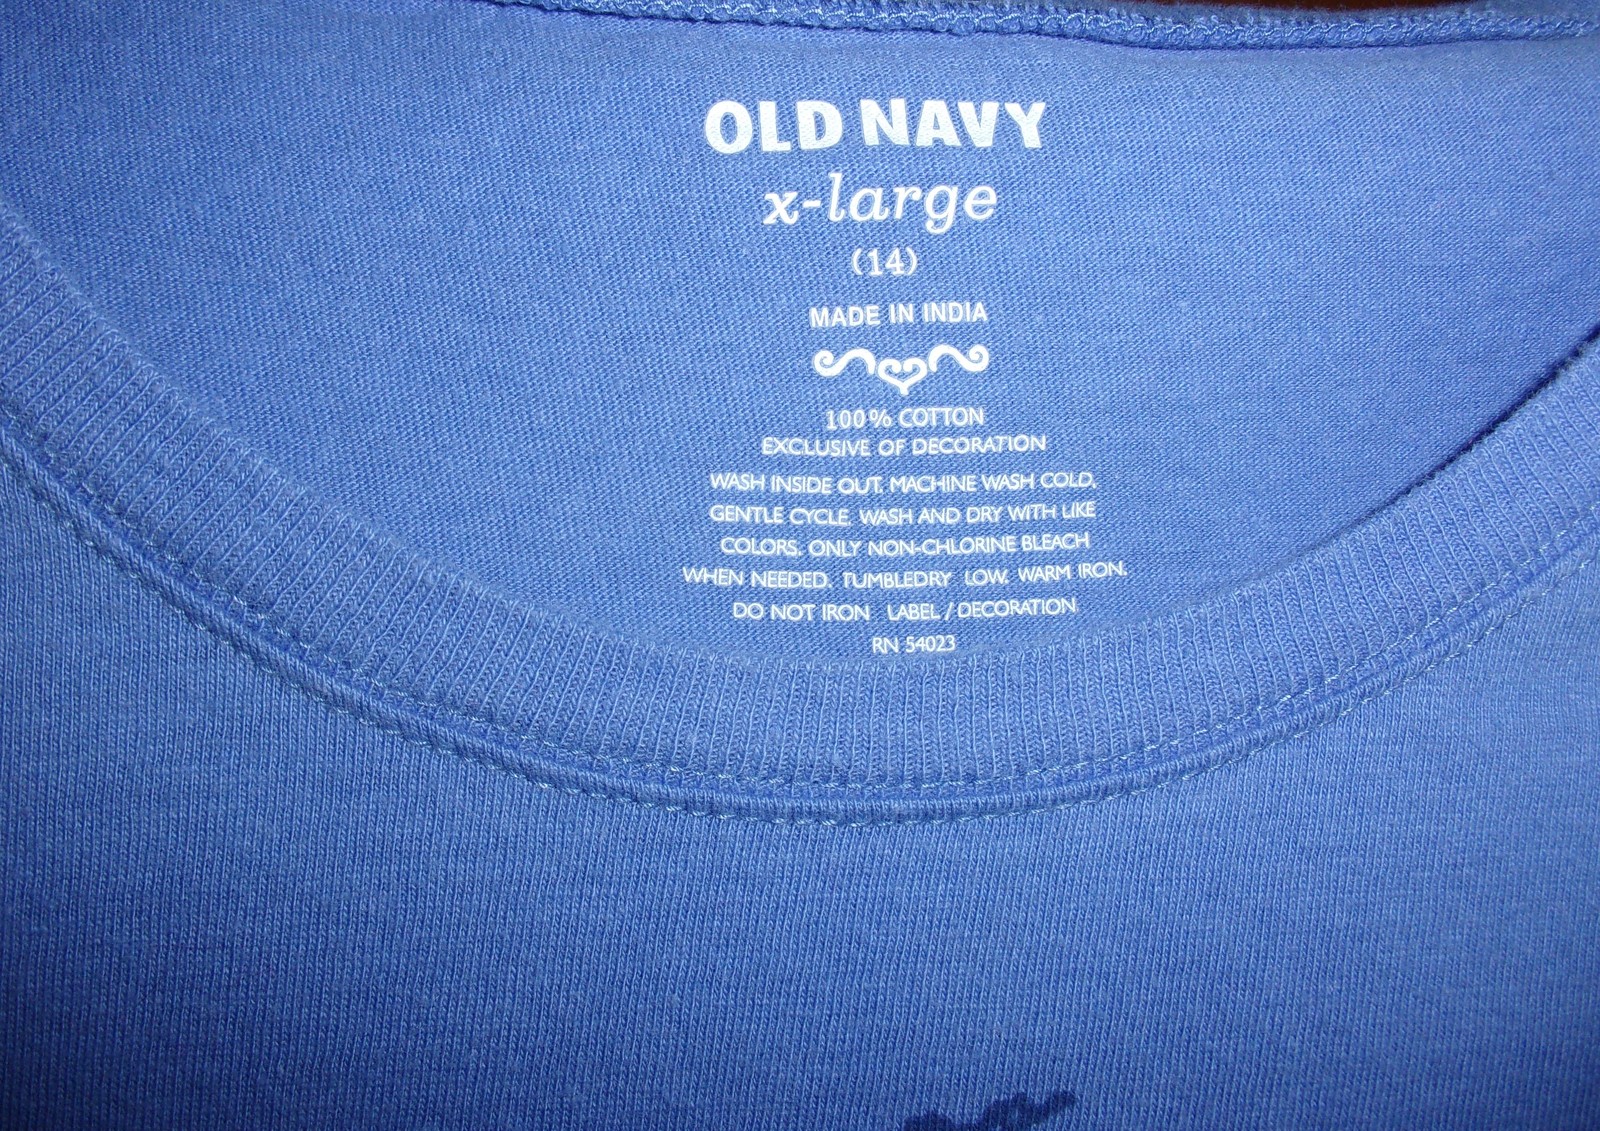 OLD NAVY
x-large
(14)
MADE IN INDIA
100% COTTON
EXCLUSIVE OF DECORATION
WASH INSIDE OUT. MACHINE WASH COLD,
GENTLE CYCLE. WASH AND DRY WITH LIKE
COLORS. ONLY NON-CHLORINE BLEACH
WHEN NEEDED. TUMBLEDRY LOW. WARM IRON.
DO NOT IRON LABEL / DECORATION
RN 54023